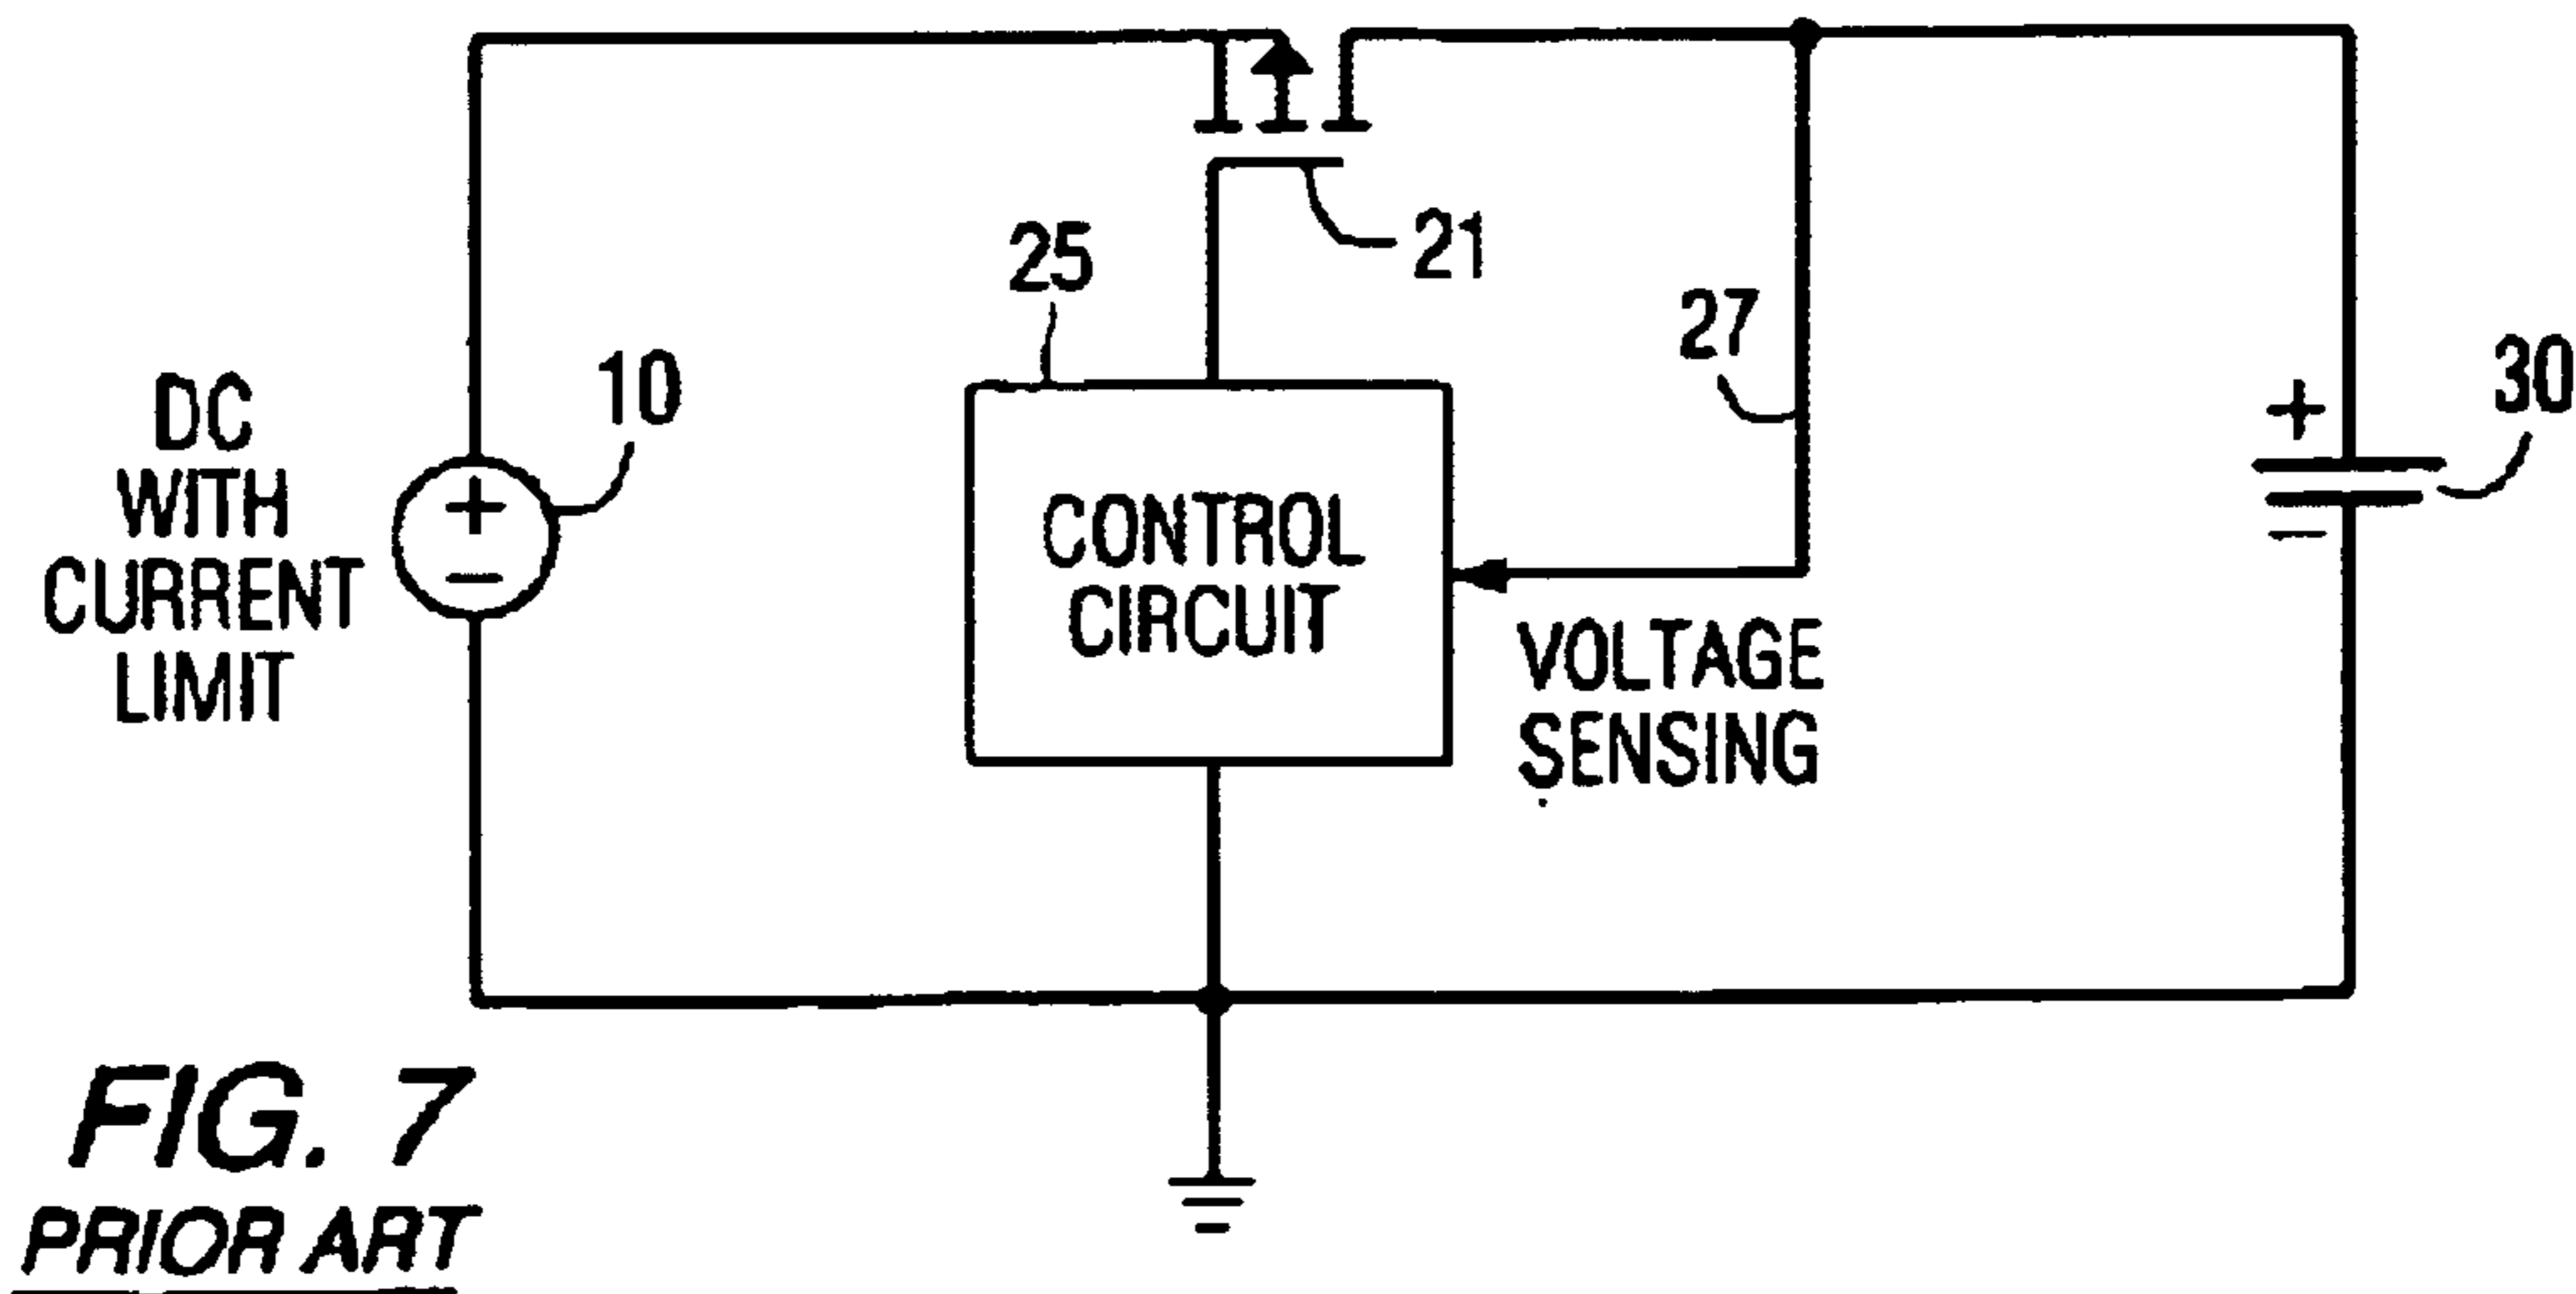 21
25
27
10
30
DC
WITH
CURRENT
LIMIT
+
−
CONTROL
CIRCUIT
+
−
VOLTAGE
SENSING
FIG. 7
PRIOR ART